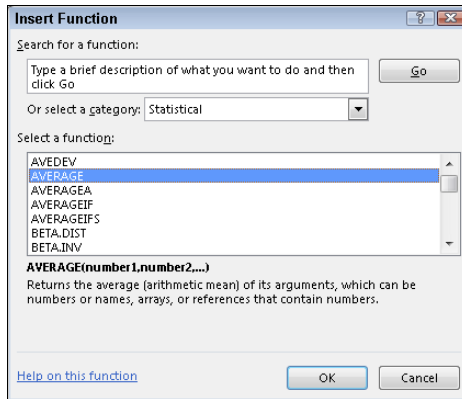 Insert Function
Search for a function:
Type a brief description of what you want to do and then
click Go
Go
Or select a category: Statistical
Select a function:
AVEDEV
AVERAGE
AVERAGEA
AVERAGEIF
AVERAGEIFS
BETA.DIST
BETA.INV
AVERAGE(number1,number2,...)
Returns the average (arithmetic mean) of its arguments, which can be
numbers or names, arrays, or references that contain numbers.
Help on this function
OK
Cancel